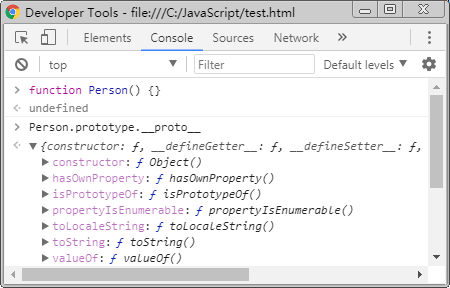 Developer Tools - file:///C:/JavaScript/test.html
Elements Console Sources Network »
top ▼ Filter Default levels ▼
> function Person() {}
<· undefined
> Person.prototype.__proto__
<· ▼{constructor: ƒ, __defineGetter__: ƒ, __defineSetter__: ƒ,
▶ constructor: ƒ Object()
▶ hasOwnProperty: ƒ hasOwnProperty()
▶ isPrototypeOf: ƒ isPrototypeOf()
▶ propertyIsEnumerable: ƒ propertyIsEnumerable()
▶ toLocaleString: ƒ toLocaleString()
▶ toString: ƒ toString()
▶ valueOf: ƒ valueOf()